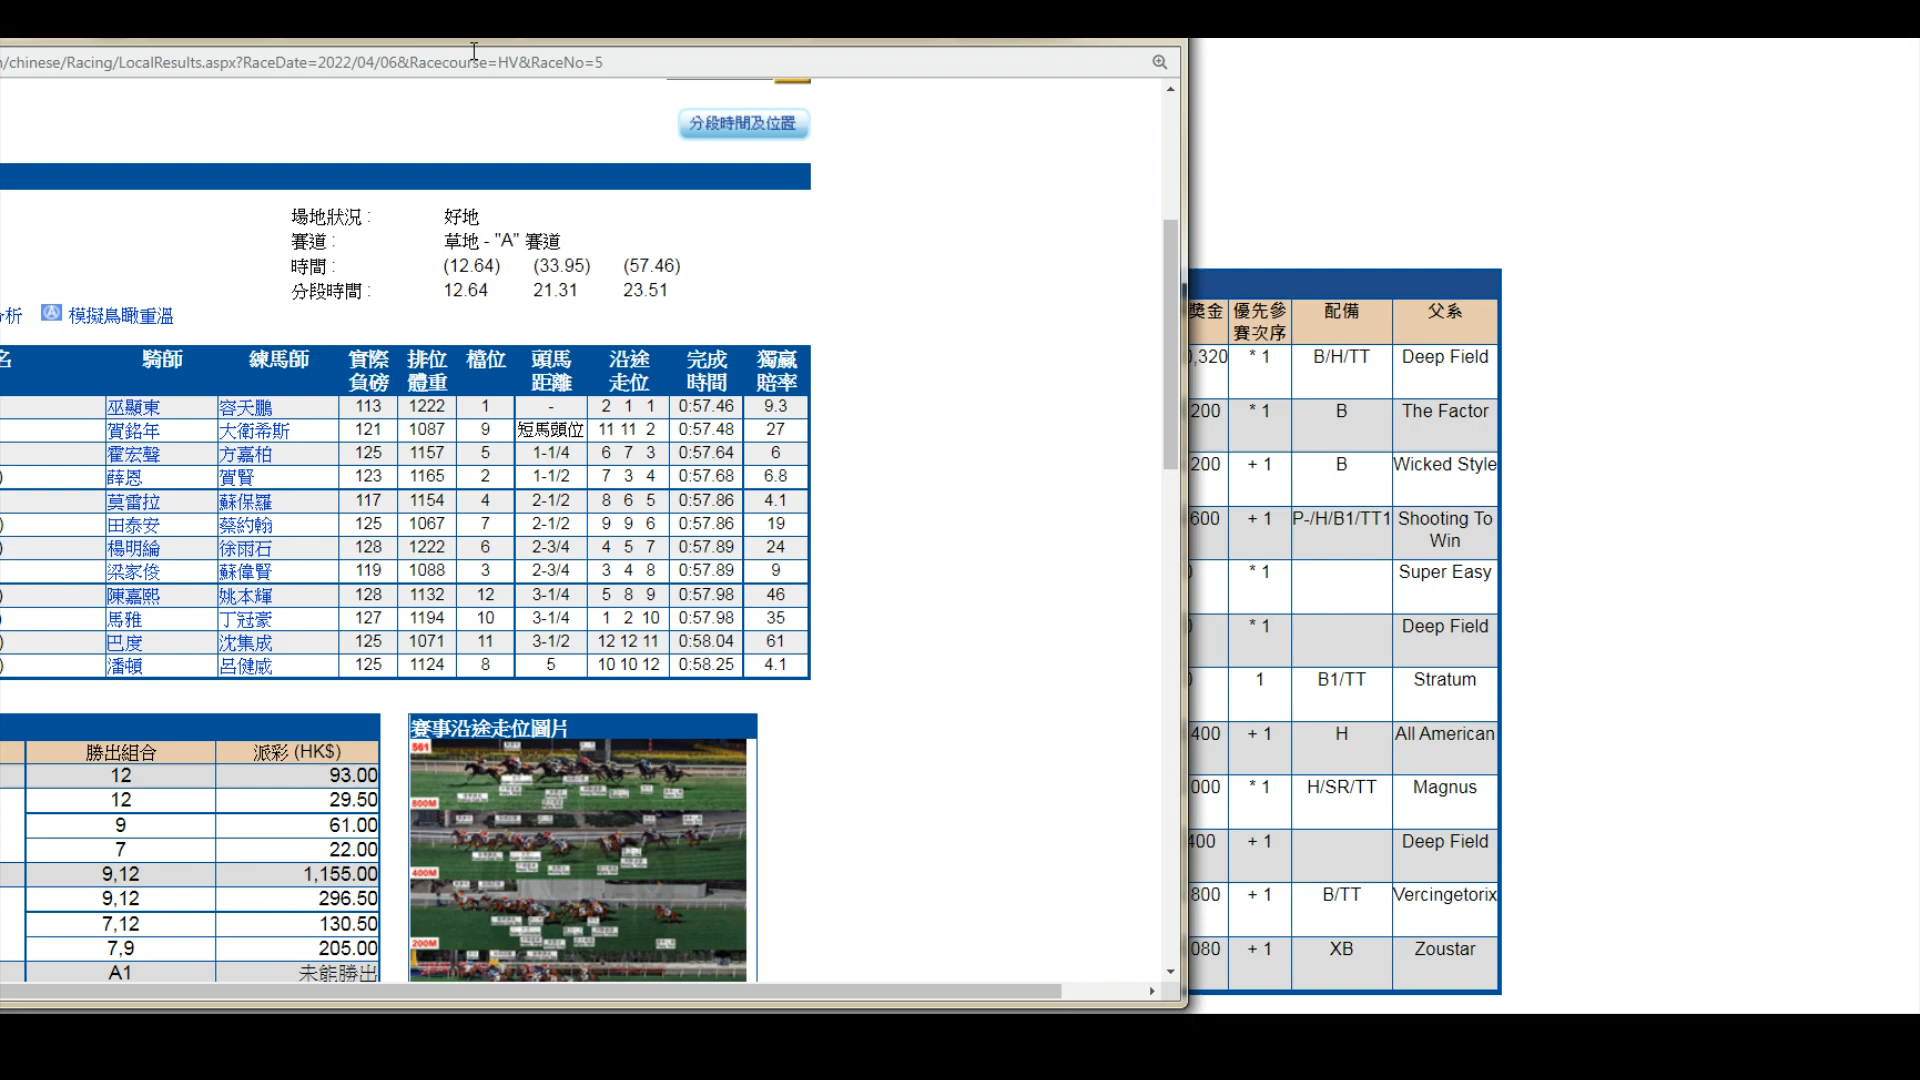 /chinese/Racing/LocalResults.aspx?RaceDate=2022/04/06&Racecourse=HV&RaceNo=5
分段時間及位置
場地狀況 : 好地
賽道 : 草地 - "A" 賽道
時間 : (12.64) (33.95) (57.46)
分段時間 : 12.64 21.31 23.51
析 模擬鳥瞰重溫
名 騎師 練馬師 實際負磅 排位體重 檔位 頭馬距離 沿途走位 完成時間 獨贏賠率
巫顯東 容天鵬 113 1222 1 - 2 1 1 0:57.46 9.3
賀銘年 大衛希斯 121 1087 9 短馬頭位 11 11 2 0:57.48 27
霍宏聲 方嘉柏 125 1157 5 1-1/4 6 7 3 0:57.64 6
) 薛恩 賀賢 123 1165 2 1-1/2 7 3 4 0:57.68 6.8
莫雷拉 蘇保羅 117 1154 4 2-1/2 8 6 5 0:57.86 4.1
) 田泰安 蔡約翰 125 1067 7 2-1/2 9 9 6 0:57.86 19
) 楊明綸 徐雨石 128 1222 6 2-3/4 4 5 7 0:57.89 24
梁家俊 蘇偉賢 119 1088 3 2-3/4 3 4 8 0:57.89 9
) 陳嘉熙 姚本輝 128 1132 12 3-1/4 5 8 9 0:57.98 46
馬雅 丁冠豪 127 1194 10 3-1/4 1 2 10 0:57.98 35
) 巴度 沈集成 125 1071 11 3-1/2 12 12 11 0:58.04 61
) 潘頓 呂健威 125 1124 8 5 10 10 12 0:58.25 4.1
勝出組合 派彩 (HK$)
12 93.00
12 29.50
9 61.00
7 22.00
9,12 1,155.00
9,12 296.50
7,12 130.50
7,9 205.00
A1 未能勝出
賽事沿途走位圖片
S61
800M
400M
200M
獎金 優先參賽次序 配備 父系
,320 * 1 B/H/TT Deep Field
200 * 1 B The Factor
200 + 1 B Wicked Style
600 + 1 P-/H/B1/TT1 Shooting To Win
* 1 Super Easy
* 1 Deep Field
1 B1/TT Stratum
400 + 1 H All American
000 * 1 H/SR/TT Magnus
400 + 1 Deep Field
800 + 1 B/TT Vercingetorix
080 + 1 XB Zoustar